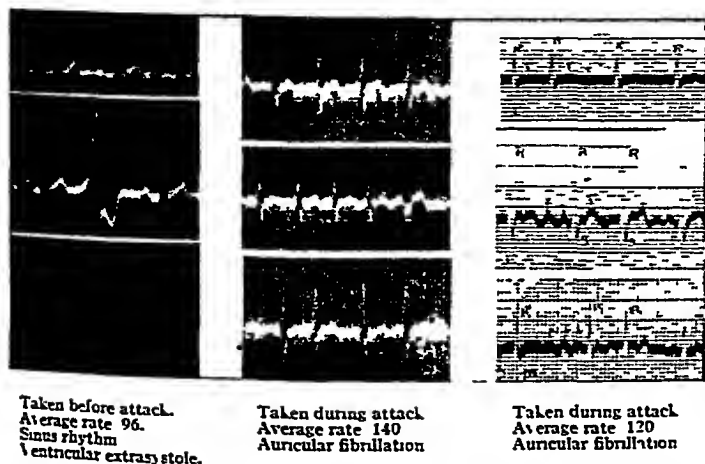 R R R R
R R R
R R R
Taken before attack.
Average rate 96.
Sinus rhythm
Ventricular extrasystole.
Taken during attack
Average rate 140
Auricular fibrillation
Taken during attack
Average rate 120
Auricular fibrillation